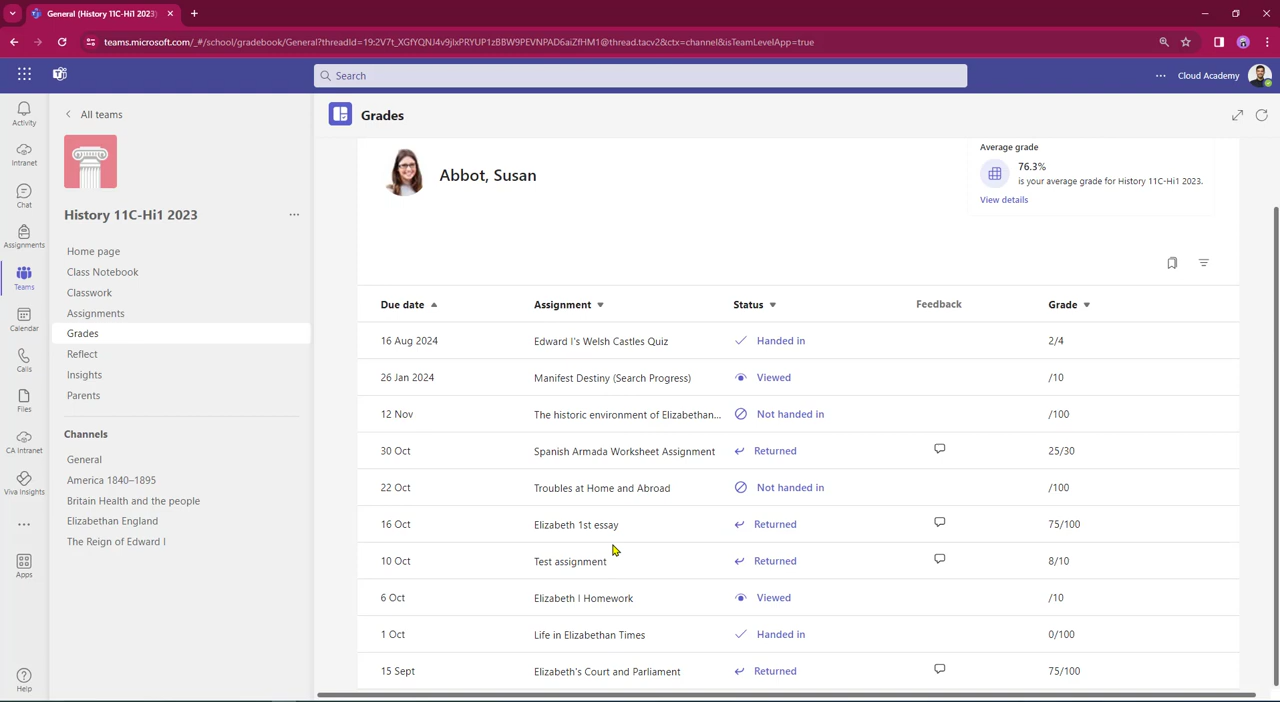 General (History 11C-Hi1 2023)
teams.microsoft.com/_#/school/gradebook/General?threadId=19:2V7t_XGfYQNJ4v9jlxPRYUP1zBBW9PEVNPAD6aiZfHM1@thread.tacv2&ctx=channel&isTeamLevelApp=true
Search
Cloud Academy
Activity
Intranet
Chat
Assignments
Teams
Calendar
Calls
Files
CA Intranet
Viva Insights
Apps
Help
All teams
History 11C-Hi1 2023
Home page
Class Notebook
Classwork
Assignments
Grades
Reflect
Insights
Parents
Channels
General
America 1840–1895
Britain Health and the people
Elizabethan England
The Reign of Edward I
Grades
Abbot, Susan
Average grade
76.3%
is your average grade for History 11C-Hi1 2023.
View details
Due date Assignment Status Feedback Grade
16 Aug 2024 Edward I's Welsh Castles Quiz Handed in 2/4
26 Jan 2024 Manifest Destiny (Search Progress) Viewed /10
12 Nov The historic environment of Elizabethan... Not handed in /100
30 Oct Spanish Armada Worksheet Assignment Returned 25/30
22 Oct Troubles at Home and Abroad Not handed in /100
16 Oct Elizabeth 1st essay Returned 75/100
10 Oct Test assignment Returned 8/10
6 Oct Elizabeth I Homework Viewed /10
1 Oct Life in Elizabethan Times Handed in 0/100
15 Sept Elizabeth's Court and Parliament Returned 75/100